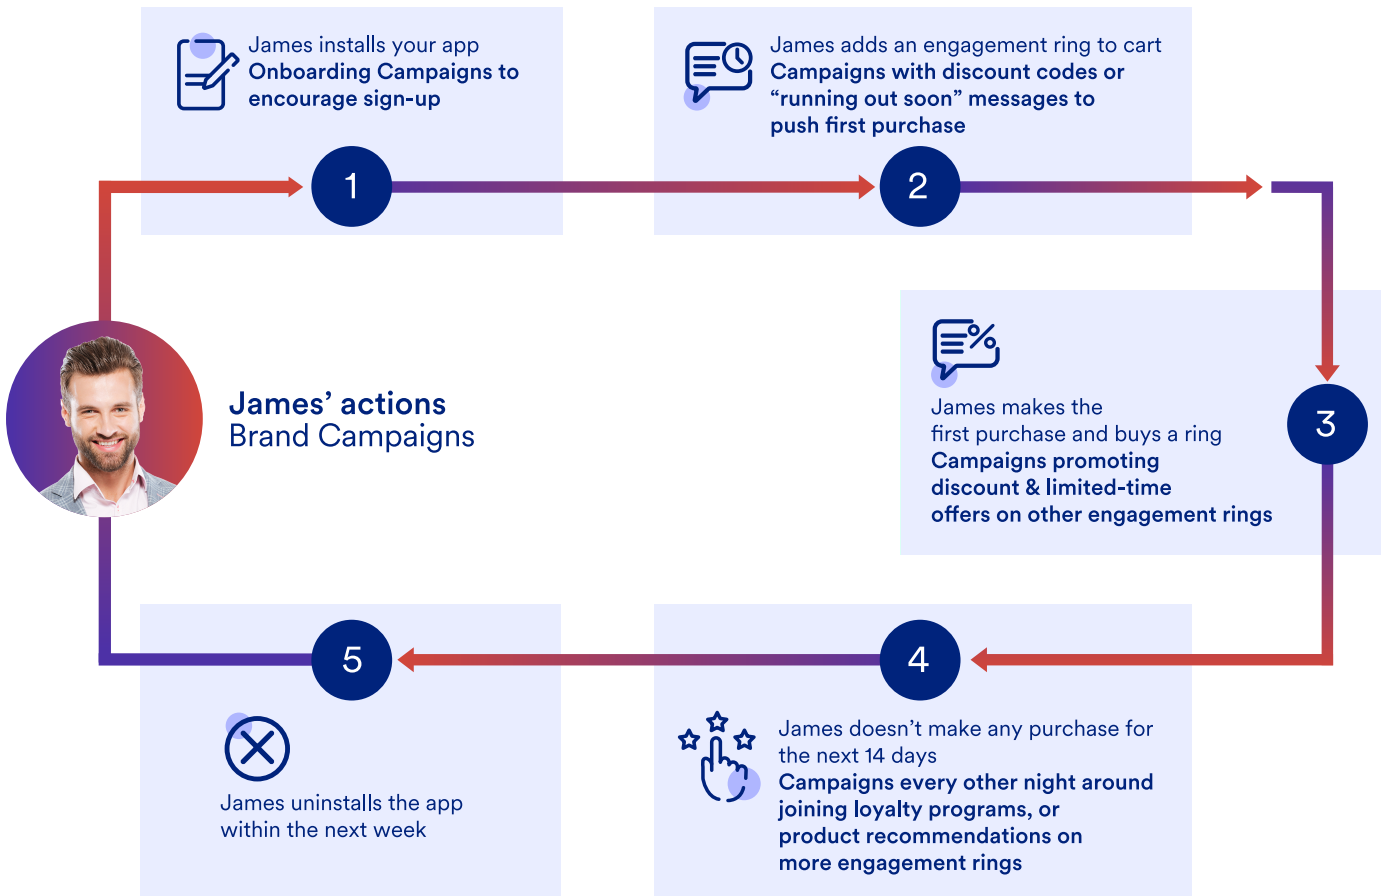 James installs your app
Onboarding Campaigns to
encourage sign-up
1
James adds an engagement ring to cart
Campaigns with discount codes or
“running out soon” messages to
push first purchase
2
James makes the
first purchase and buys a ring
Campaigns promoting
discount & limited-time
offers on other engagement rings
3
James’ actions
Brand Campaigns
4
James doesn’t make any purchase for
the next 14 days
Campaigns every other night around
joining loyalty programs, or
product recommendations on
more engagement rings
5
James uninstalls the app
within the next week